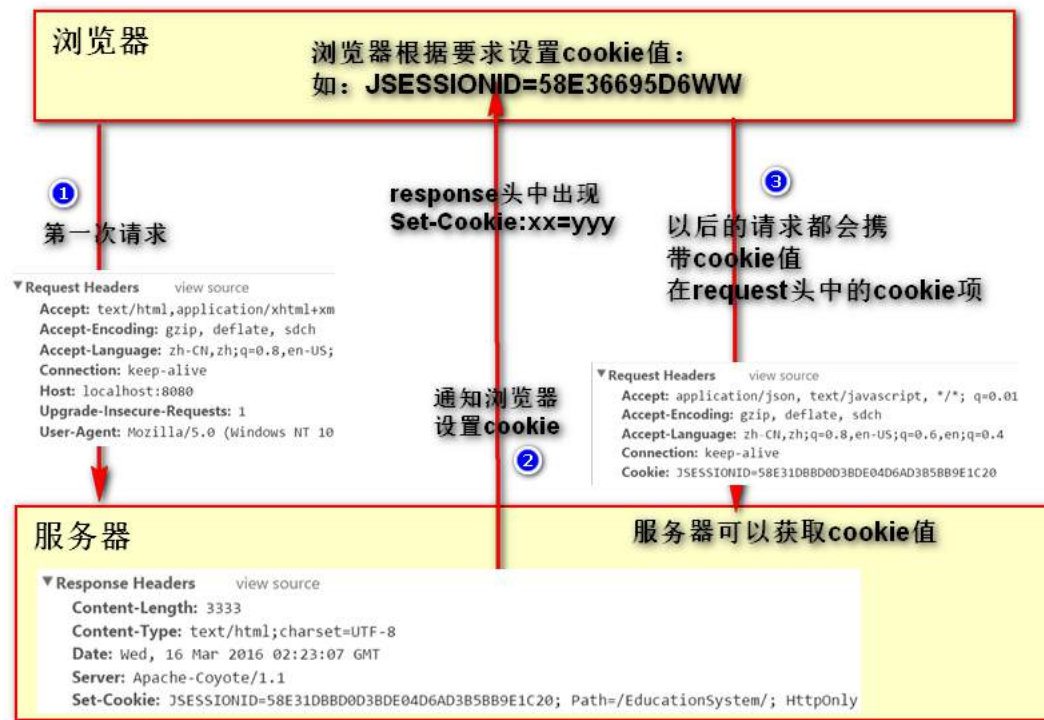 浏览器
浏览器根据要求设置cookie值：
如：JSESSIONID=58E36695D6WW
1
第一次请求
▼Request Headers view source
Accept: text/html,application/xhtml+xm
Accept-Encoding: gzip, deflate, sdch
Accept-Language: zh-CN,zh;q=0.8,en-US;
Connection: keep-alive
Host: localhost:8080
Upgrade-Insecure-Requests: 1
User-Agent: Mozilla/5.0 (Windows NT 10
response头中出现
Set-Cookie:xx=yyy
通知浏览器
设置cookie
2
3
以后的请求都会携
带cookie值
在request头中的cookie项
▼Request Headers view source
Accept: application/json, text/javascript, */*; q=0.01
Accept-Encoding: gzip, deflate, sdch
Accept-Language: zh-CN,zh;q=0.8,en-US;q=0.6,en;q=0.4
Connection: keep-alive
Cookie: JSESSIONID=58E31DBBD0D3BDE04D6AD3B5BB9E1C20
服务器
服务器可以获取cookie值
▼Response Headers view source
Content-Length: 3333
Content-Type: text/html;charset=UTF-8
Date: Wed, 16 Mar 2016 02:23:07 GMT
Server: Apache-Coyote/1.1
Set-Cookie: JSESSIONID=58E31DBBD0D3BDE04D6AD3B5BB9E1C20; Path=/EducationSystem/; HttpOnly